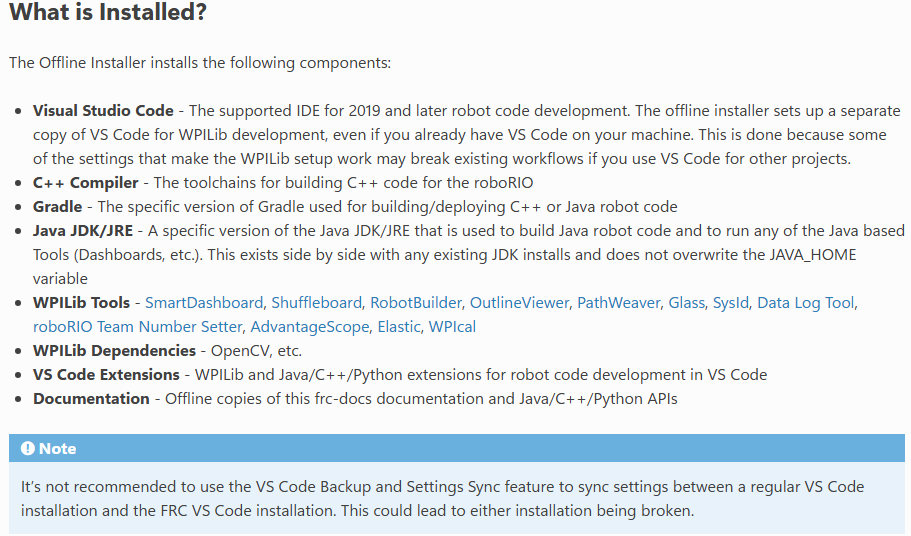 What is Installed?
The Offline Installer installs the following components:
• Visual Studio Code - The supported IDE for 2019 and later robot code development. The offline installer sets up a separate
copy of VS Code for WPILib development, even if you already have VS Code on your machine. This is done because some
of the settings that make the WPILib setup work may break existing workflows if you use VS Code for other projects.
• C++ Compiler - The toolchains for building C++ code for the roboRIO
• Gradle - The specific version of Gradle used for building/deploying C++ or Java robot code
• Java JDK/JRE - A specific version of the Java JDK/JRE that is used to build Java robot code and to run any of the Java based
Tools (Dashboards, etc.). This exists side by side with any existing JDK installs and does not overwrite the JAVA_HOME
variable
• WPILib Tools - SmartDashboard, Shuffleboard, RobotBuilder, OutlineViewer, PathWeaver, Glass, SysId, Data Log Tool,
roboRIO Team Number Setter, AdvantageScope, Elastic, WPIcal
• WPILib Dependencies - OpenCV, etc.
• VS Code Extensions - WPILib and Java/C++/Python extensions for robot code development in VS Code
• Documentation - Offline copies of this frc-docs documentation and Java/C++/Python APIs
Note
It's not recommended to use the VS Code Backup and Settings Sync feature to sync settings between a regular VS Code
installation and the FRC VS Code installation. This could lead to either installation being broken.